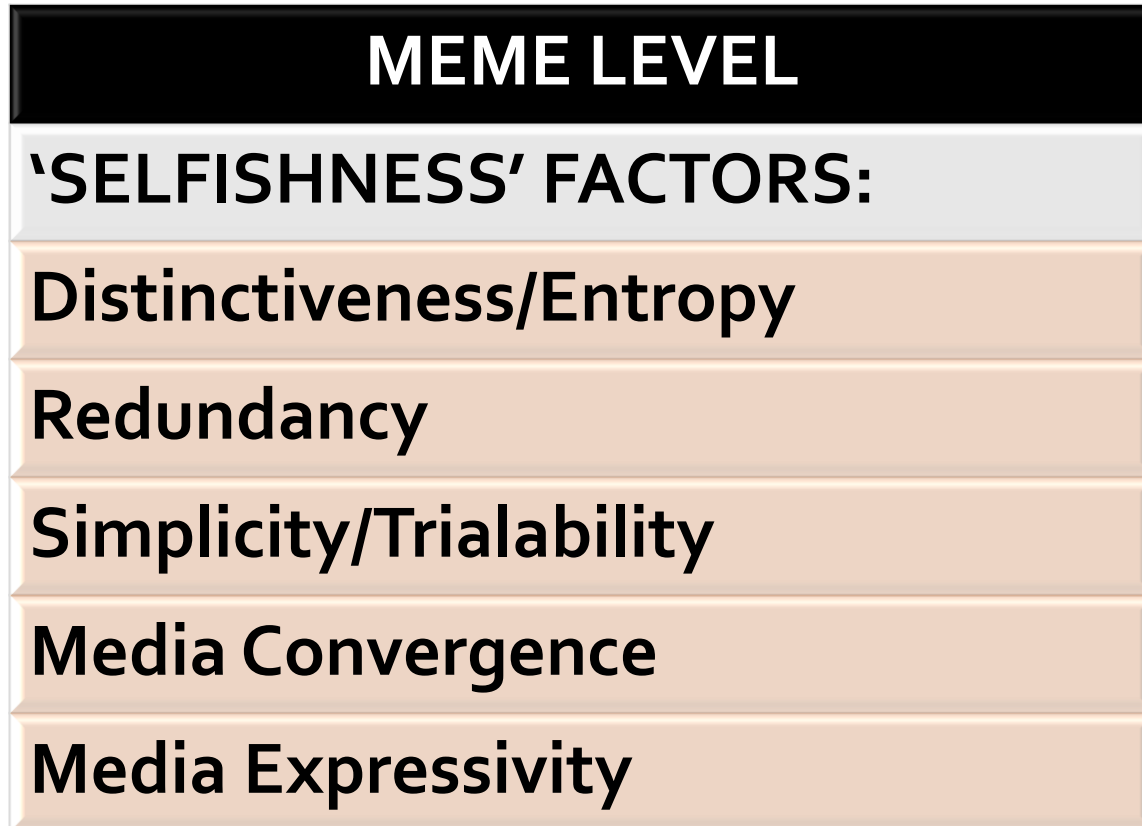 MEME LEVEL
‘SELFISHNESS’ FACTORS:
Distinctiveness/Entropy
Redundancy
Simplicity/Trialability
Media Convergence
Media Expressivity